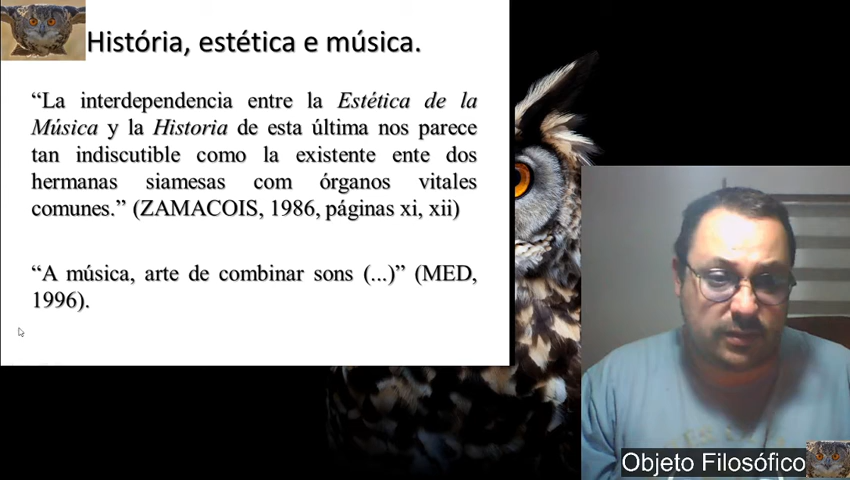 História, estética e música.
“La interdependencia entre la Estética de la
Música y la Historia de esta última nos parece
tan indiscutible como la existente ente dos
hermanas siamesas com órganos vitales
comunes.” (ZAMACOIS, 1986, páginas xi, xii)
“A música, arte de combinar sons (...)” (MED,
1996).
Objeto Filosófico